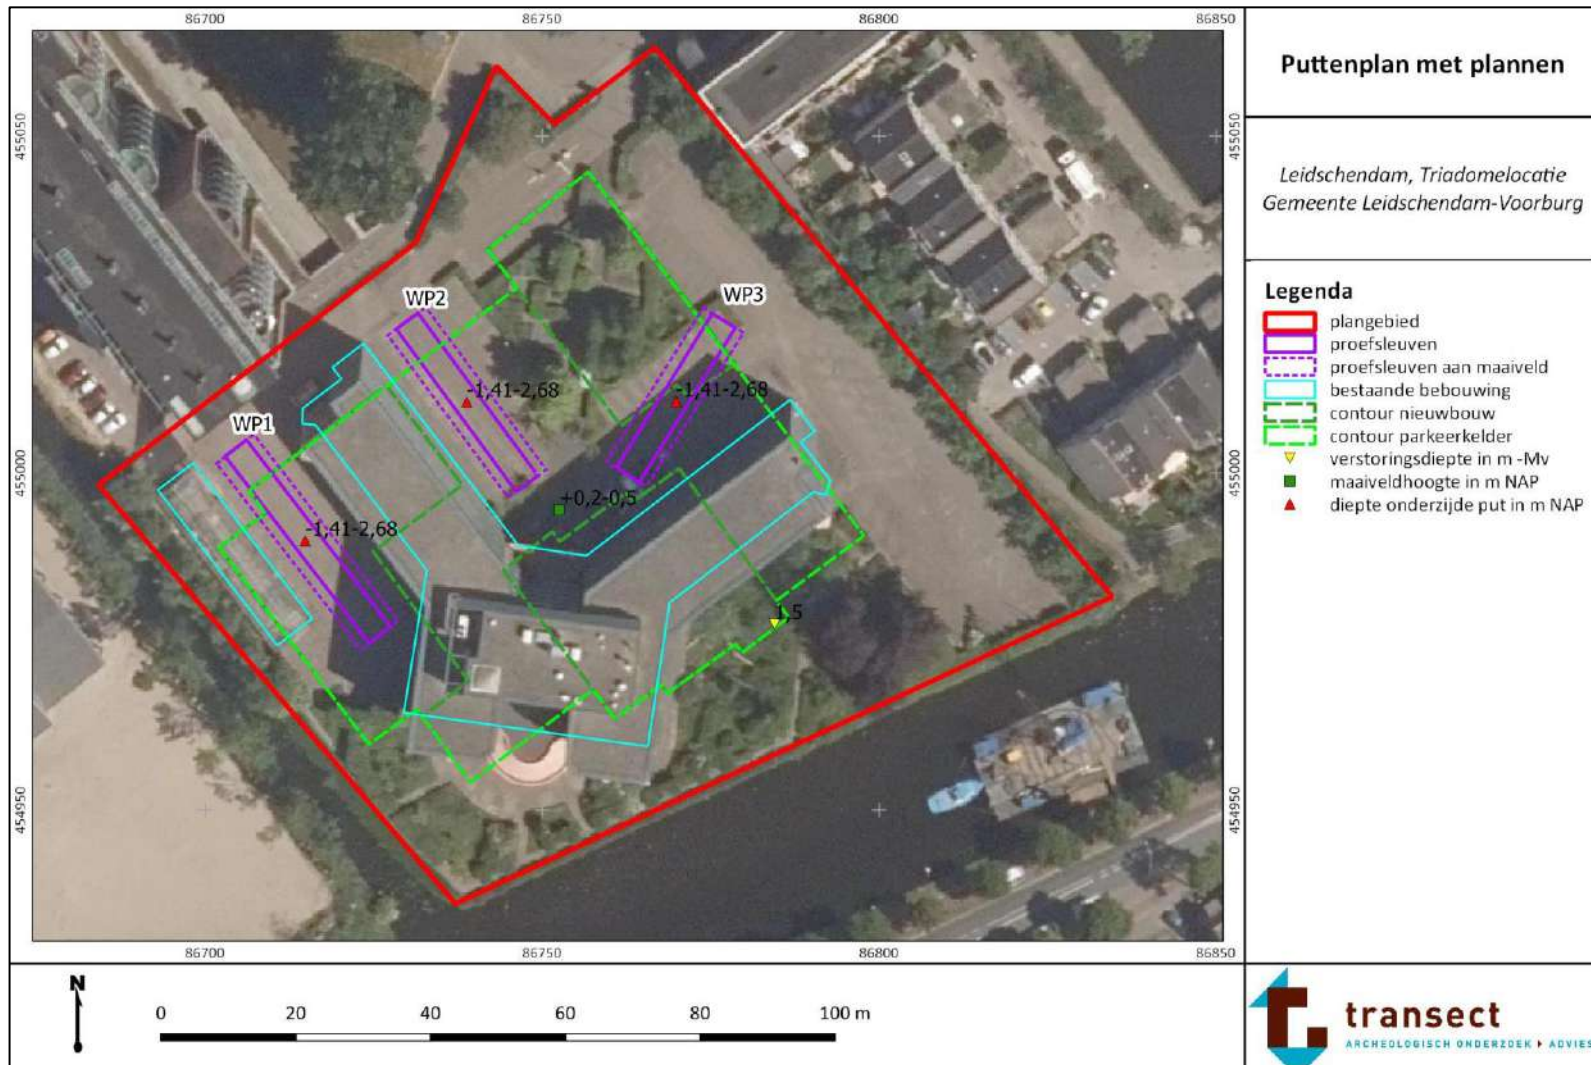 86700 86750 86800 86850
455050 455050
455000 455000
454950 454950
WP2
WP3
WP1
-1,41-2,68
-1,41-2,68
-1,41-2,68
+0,2-0,5
1,5
86700 86750 86800 86850
N
0 20 40 60 80 100 m
Puttenplan met plannen
Leidschendam, Triadomelocatie
Gemeente Leidschendam-Voorburg
Legenda
plangebied
proefsleuven
proefsleuven aan maaiveld
bestaande bebouwing
contour nieuwbouw
contour parkeerkelder
verstoringsdiepte in m -Mv
maaiveldhoogte in m NAP
diepte onderzijde put in m NAP
transect
ARCHEOLOGISCH ONDERZOEK ▸ ADVIES